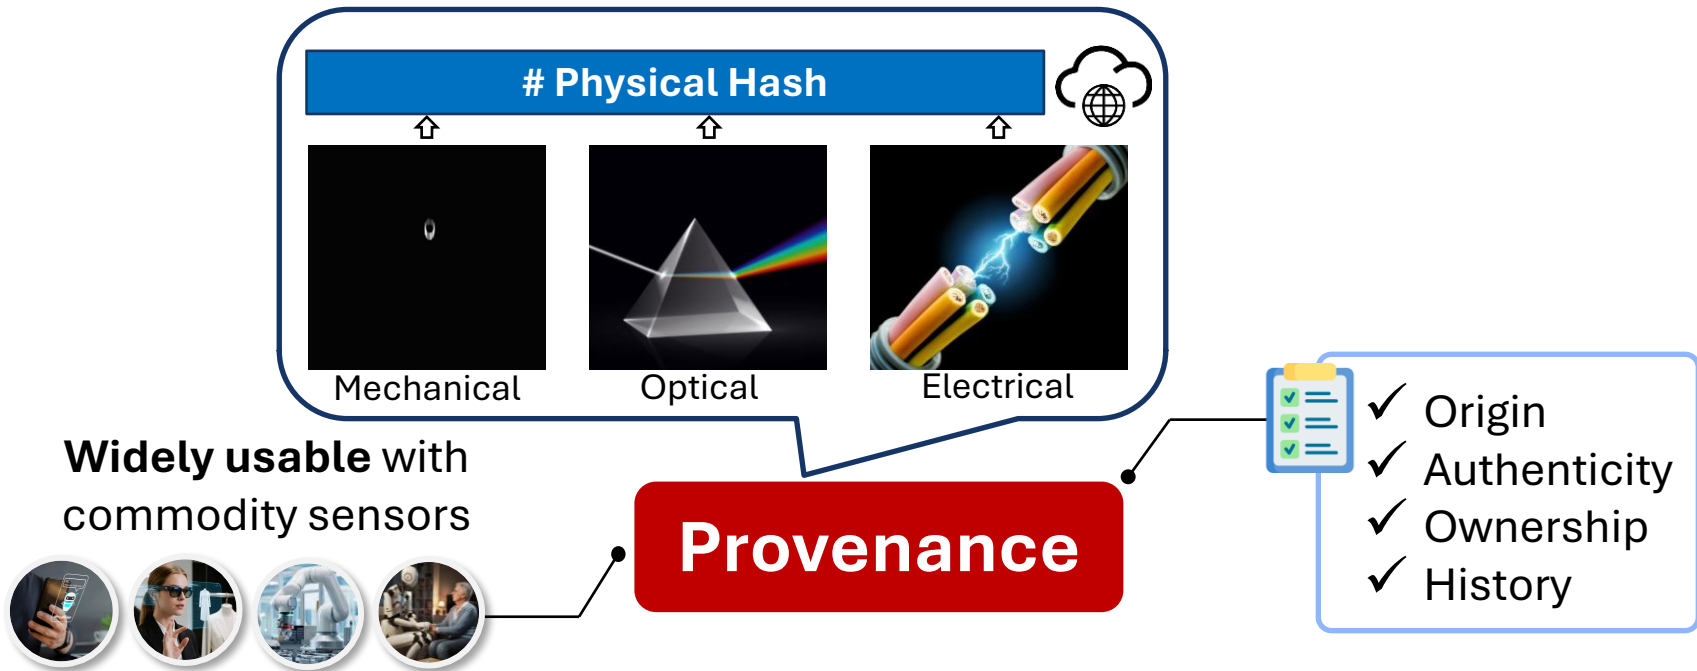 # Physical Hash
Mechanical
Optical
Electrical
Widely usable with
commodity sensors
Provenance
✓ Origin
✓ Authenticity
✓ Ownership
✓ History